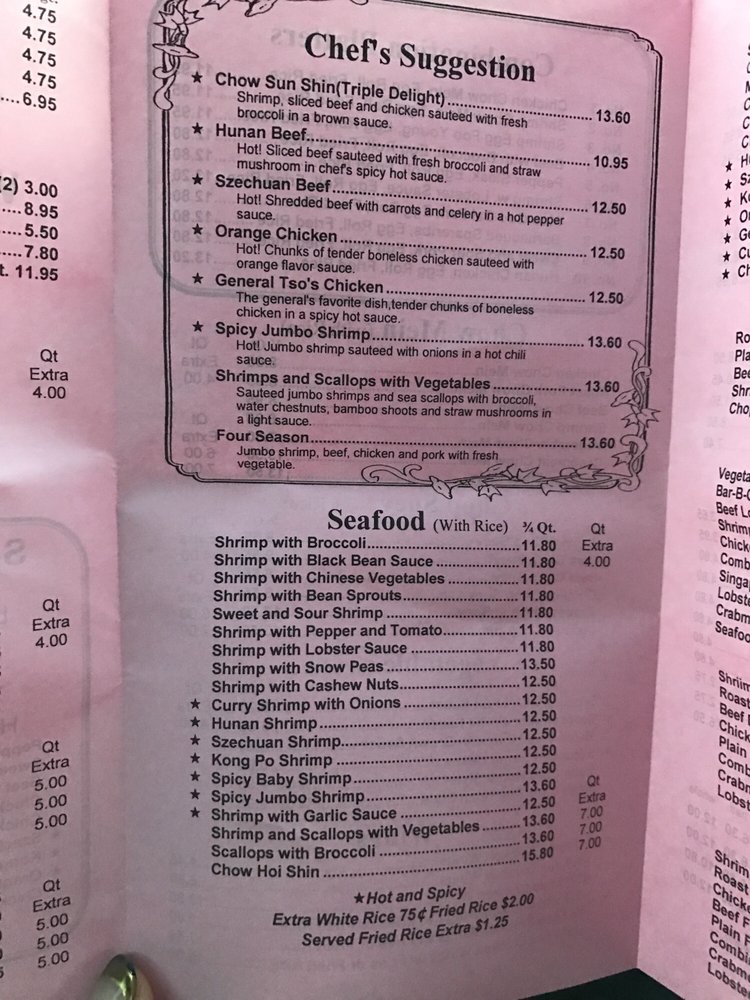 4.75
4.75
4.75
4.75
....6.95
(2) 3.00
.....8.95
.....5.50
.....7.80
t. 11.95
Qt
Extra
4.00
Qt
Extra
4.00
Qt
Extra
5.00
5.00
5.00
Qt
Extra
5.00
5.00
5.00
Chef's Suggestion
★ Chow Sun Shin(Triple Delight) 13.60
Shrimp, sliced beef and chicken sauteed with fresh
broccoli in a brown sauce.
★ Hunan Beef 10.95
Hot! Sliced beef sauteed with fresh broccoli and straw
mushroom in chef's spicy hot sauce.
★ Szechuan Beef 12.50
Hot! Shredded beef with carrots and celery in a hot pepper
sauce.
★ Orange Chicken 12.50
Hot! Chunks of tender boneless chicken sauteed with
orange flavor sauce.
★ General Tso's Chicken 12.50
The general's favorite dish,tender chunks of boneless
chicken in a spicy hot sauce.
★ Spicy Jumbo Shrimp 13.60
Hot! Jumbo shrimp sauteed with onions in a hot chili
sauce.
Shrimps and Scallops with Vegetables 13.60
Sauteed jumbo shrimps and sea scallops with broccoli,
water chestnuts, bamboo shoots and straw mushrooms in
a light sauce.
Four Season 13.60
Jumbo shrimp, beef, chicken and pork with fresh
vegetable.
Seafood (With Rice) ¾ Qt.
Qt
Extra
4.00
Shrimp with Broccoli 11.80
Shrimp with Black Bean Sauce 11.80
Shrimp with Chinese Vegetables 11.80
Shrimp with Bean Sprouts 11.80
Sweet and Sour Shrimp 11.80
Shrimp with Pepper and Tomato 11.80
Shrimp with Lobster Sauce 11.80
Shrimp with Snow Peas 13.50
Shrimp with Cashew Nuts 12.50
★ Curry Shrimp with Onions 12.50
★ Hunan Shrimp 12.50
★ Szechuan Shrimp 12.50
★ Kong Po Shrimp 12.50
★ Spicy Baby Shrimp 12.50
★ Spicy Jumbo Shrimp 13.60
★ Shrimp with Garlic Sauce 12.50
Shrimp and Scallops with Vegetables 13.60
Scallops with Broccoli 13.60
Chow Hoi Shin 15.80
Qt
Extra
7.00
7.00
7.00
★Hot and Spicy
Extra White Rice 75¢ Fried Rice $2.00
Served Fried Rice Extra $1.25